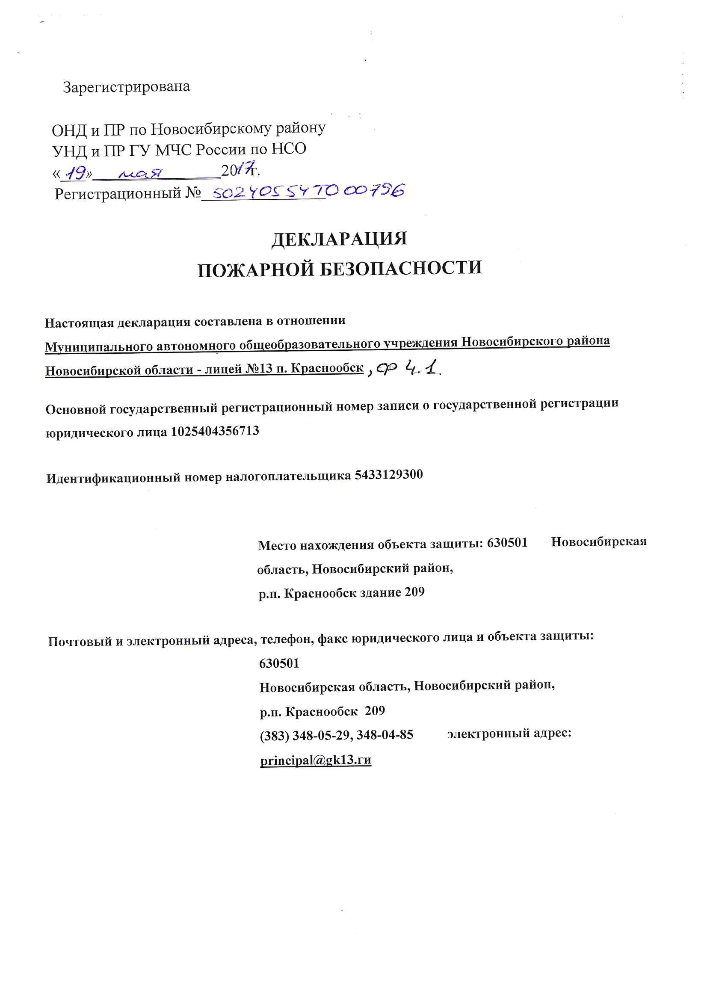 Зарегистрирована
ОНД и ПР по Новосибирскому району
УНД и ПР ГУ МЧС России по НСО
«19» мая 2017г.
Регистрационный № 50240554ТО00796
ДЕКЛАРАЦИЯ
ПОЖАРНОЙ БЕЗОПАСНОСТИ
Настоящая декларация составлена в отношении
Муниципального автономного общеобразовательного учреждения Новосибирского района
Новосибирской области - лицей №13 п. Краснообск, ф 4.1.
Основной государственный регистрационный номер записи о государственной регистрации
юридического лица 1025404356713
Идентификационный номер налогоплательщика 5433129300
Место нахождения объекта защиты: 630501 Новосибирская
область, Новосибирский район,
р.п. Краснообск здание 209
Почтовый и электронный адреса, телефон, факс юридического лица и объекта защиты:
630501
Новосибирская область, Новосибирский район,
р.п. Краснообск 209
(383) 348-05-29, 348-04-85 электронный адрес:
principal@gk13.ги